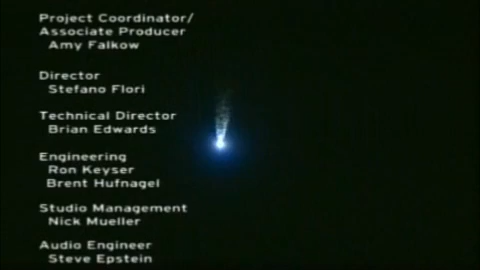 Project Coordinator/
Associate Producer
Amy Falkow
Director
Stefano Flori
Technical Director
Brian Edwards
Engineering
Ron Keyser
Brent Hufnagel
Studio Management
Nick Mueller
Audio Engineer
Steve Epstein